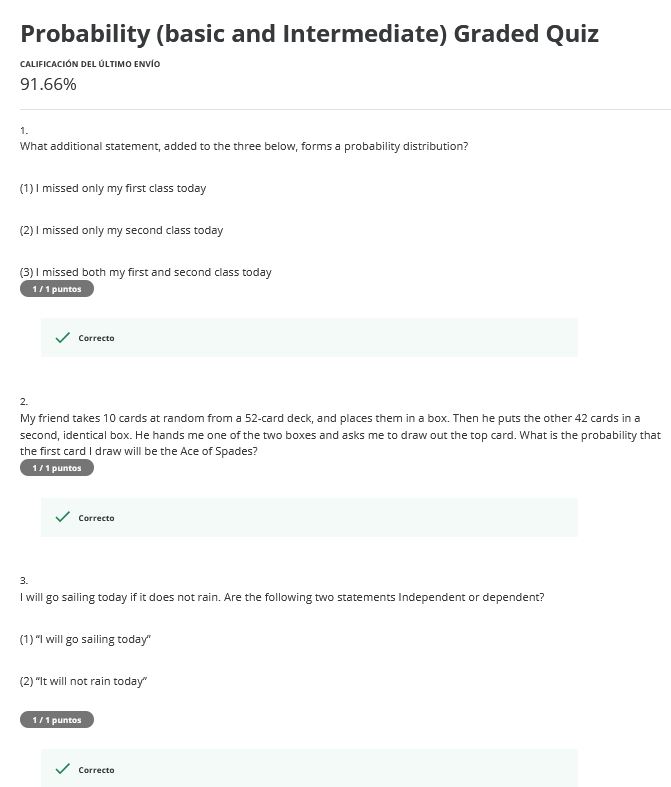 Probability (basic and Intermediate) Graded Quiz
CALIFICACIÓN DEL ÚLTIMO ENVÍO
91.66%
1.
What additional statement, added to the three below, forms a probability distribution?
(1) I missed only my first class today
(2) I missed only my second class today
(3) I missed both my first and second class today
1 / 1 puntos
Correcto
2.
My friend takes 10 cards at random from a 52-card deck, and places them in a box. Then he puts the other 42 cards in a
second, identical box. He hands me one of the two boxes and asks me to draw out the top card. What is the probability that
the first card I draw will be the Ace of Spades?
1 / 1 puntos
Correcto
3.
I will go sailing today if it does not rain. Are the following two statements Independent or dependent?
(1) “I will go sailing today”
(2) “It will not rain today”
1 / 1 puntos
Correcto